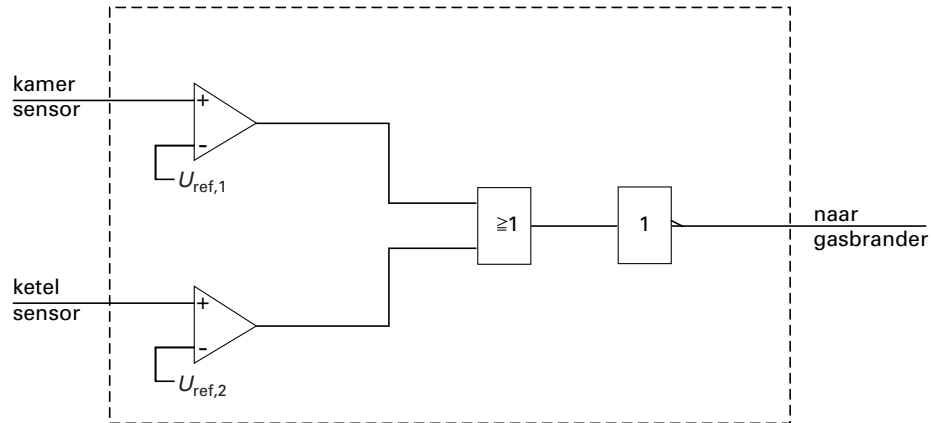 kamer
sensor
+
-
Uref,1
≧1
1
naar
gasbrander
ketel
sensor
+
-
Uref,2